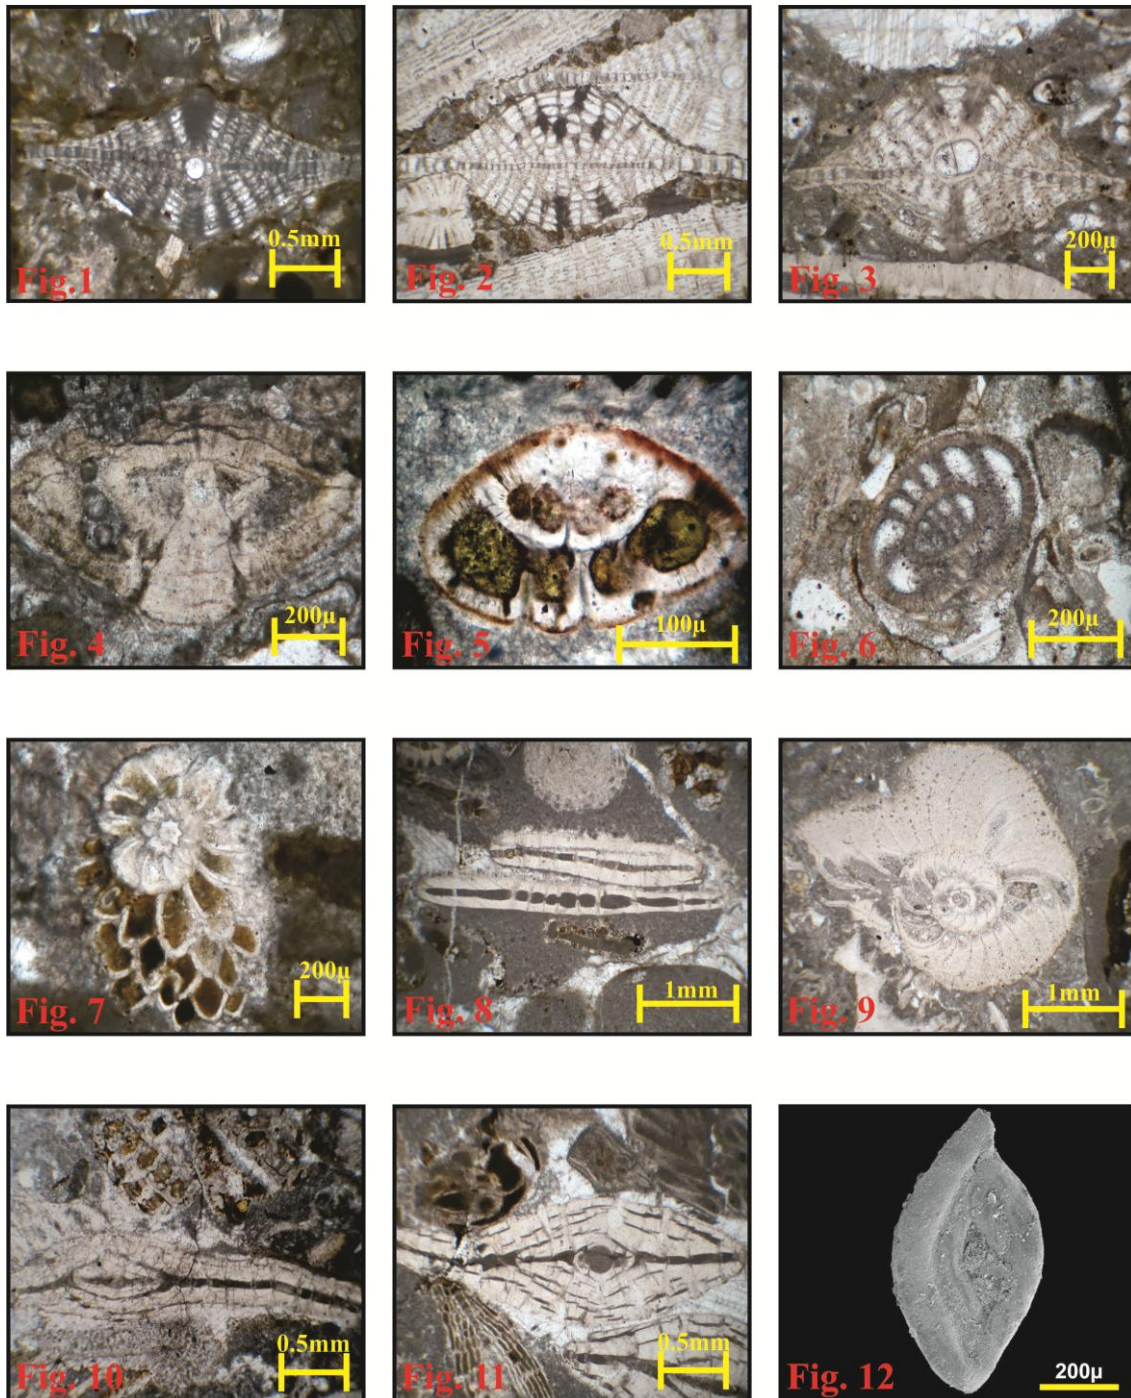 0.5mm
Fig.1
0.5mm
Fig. 2
200µ
Fig. 3
200µ
Fig. 4
100µ
Fig. 5
200µ
Fig. 6
200µ
Fig. 7
1mm
Fig. 8
1mm
Fig. 9
0.5mm
Fig. 10
0.5mm
Fig. 11
200µ
Fig. 12